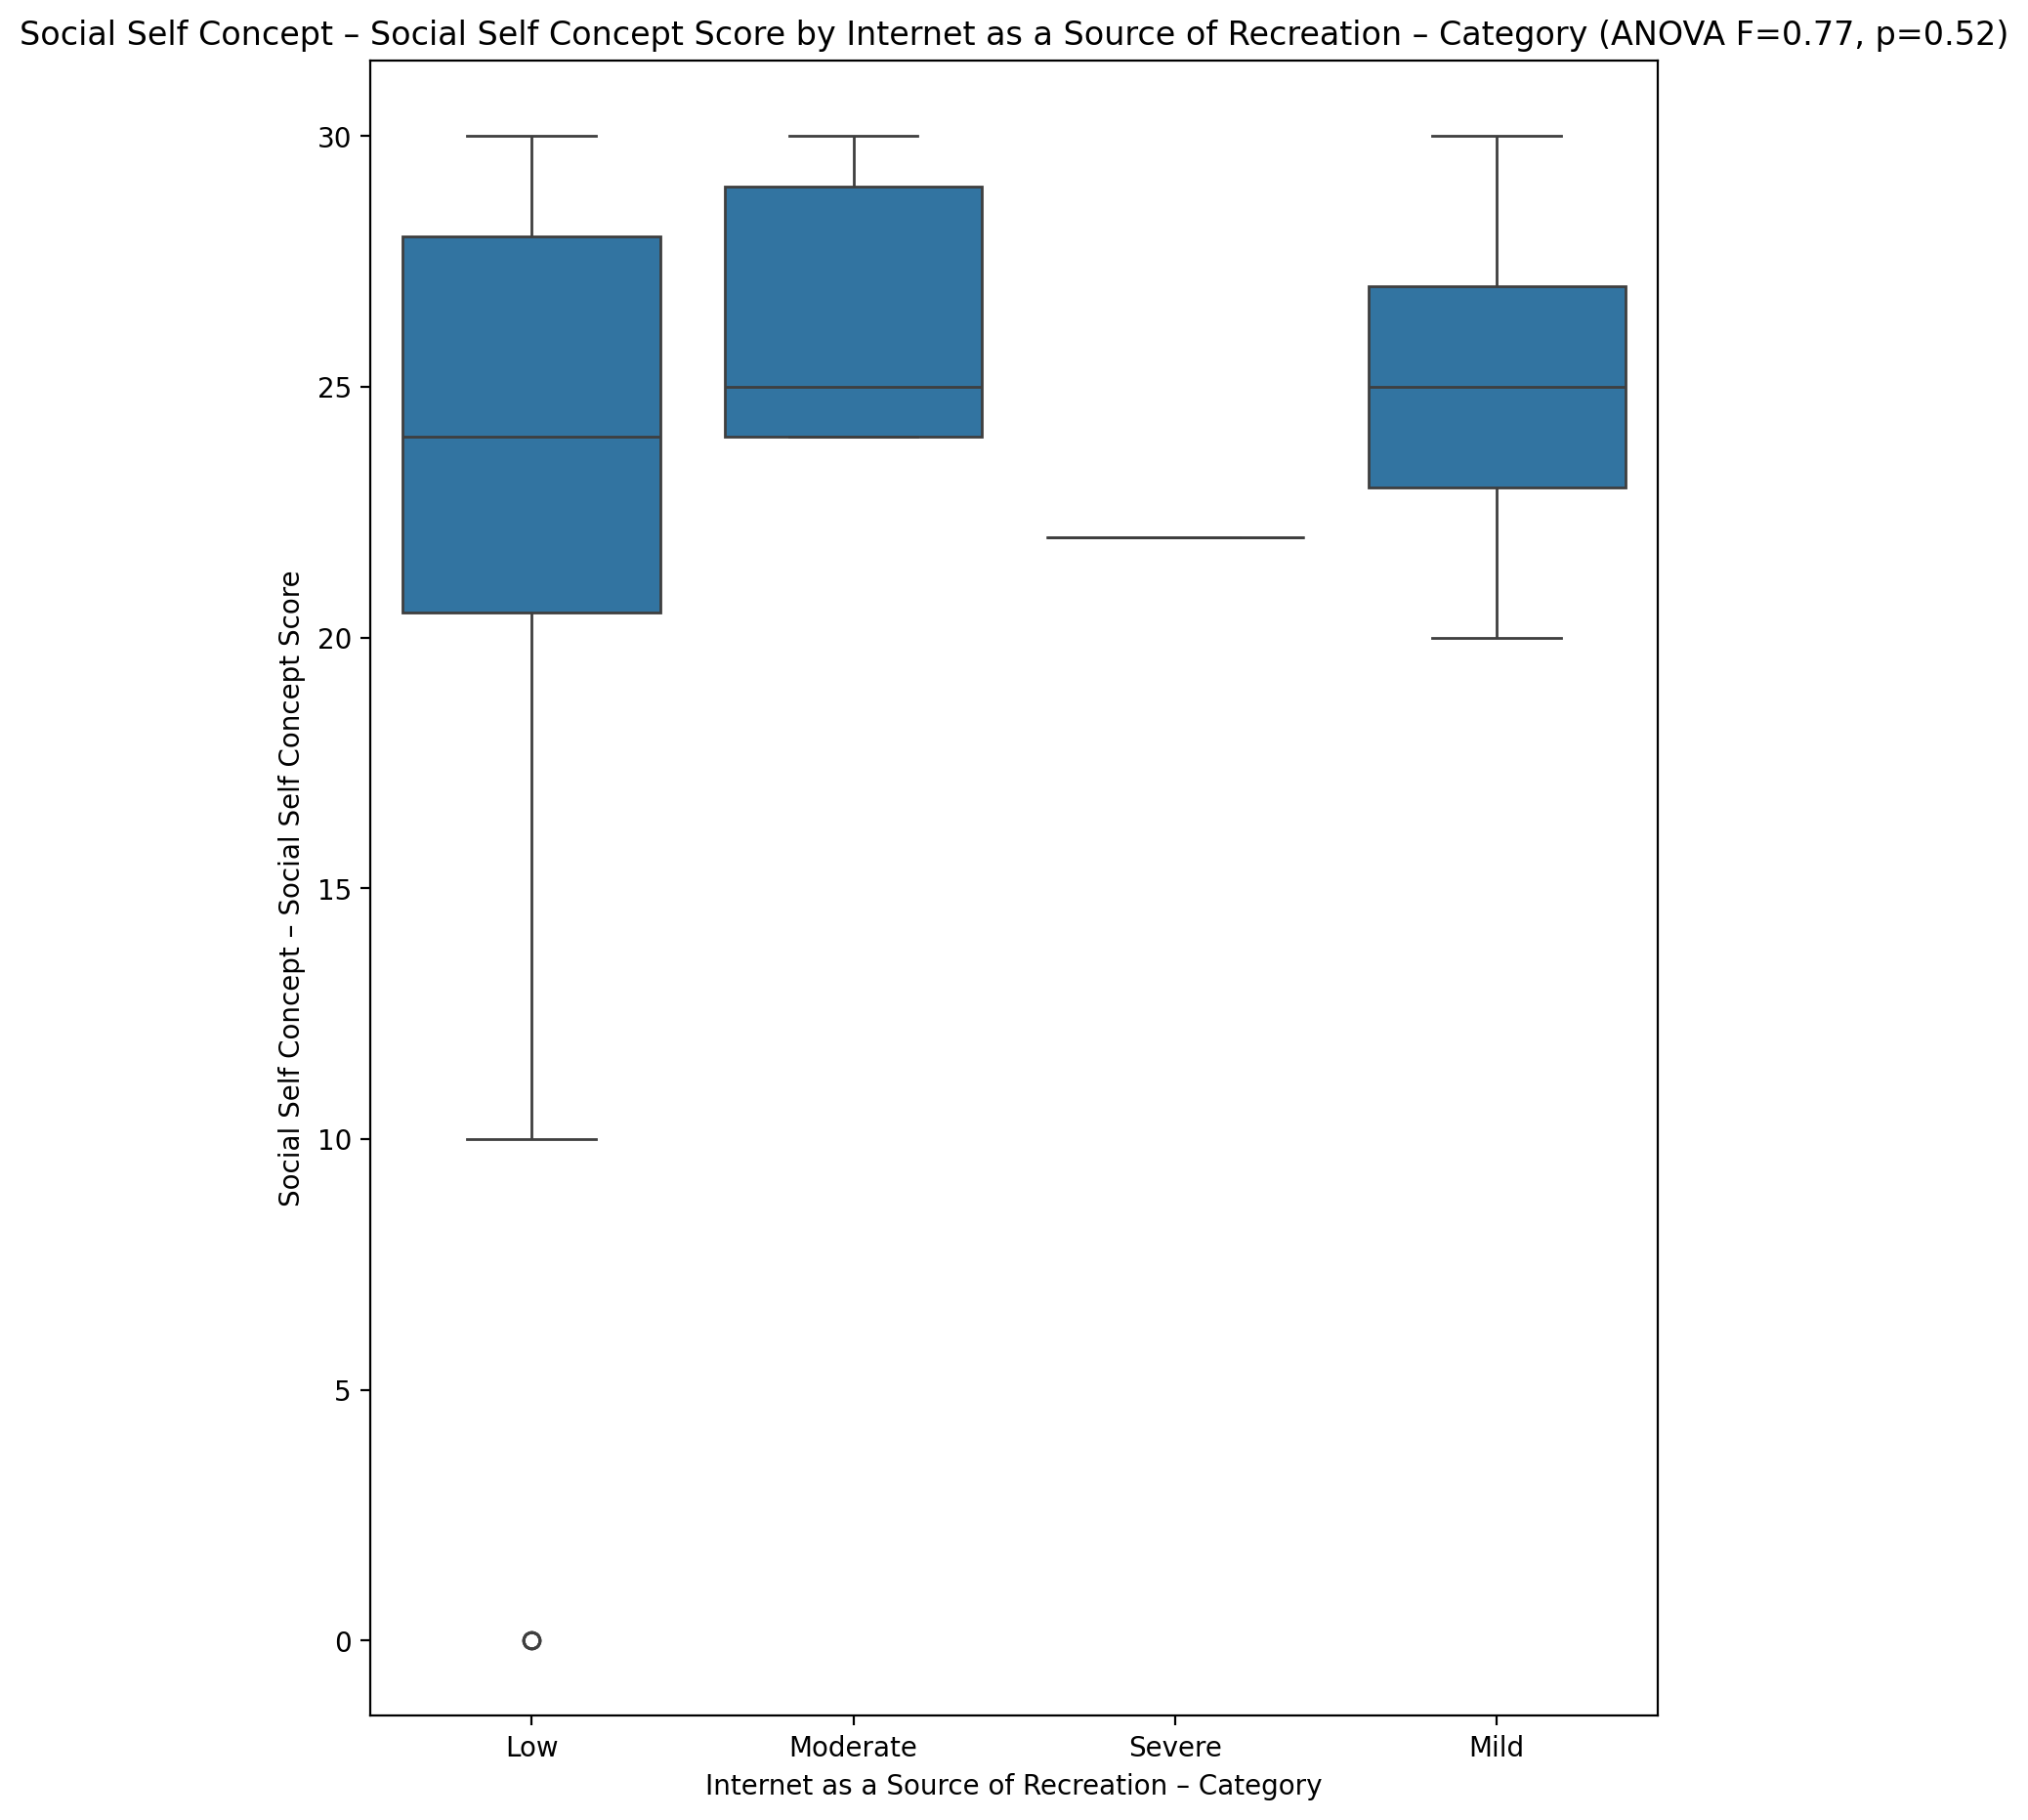 Social Self Concept – Social Self Concept Score by Internet as a Source of Recreation – Category (ANOVA F=0.77, p=0.52)
Social Self Concept – Social Self Concept Score
30
25
20
15
10
5
0
Low
Moderate
Severe
Mild
Internet as a Source of Recreation – Category